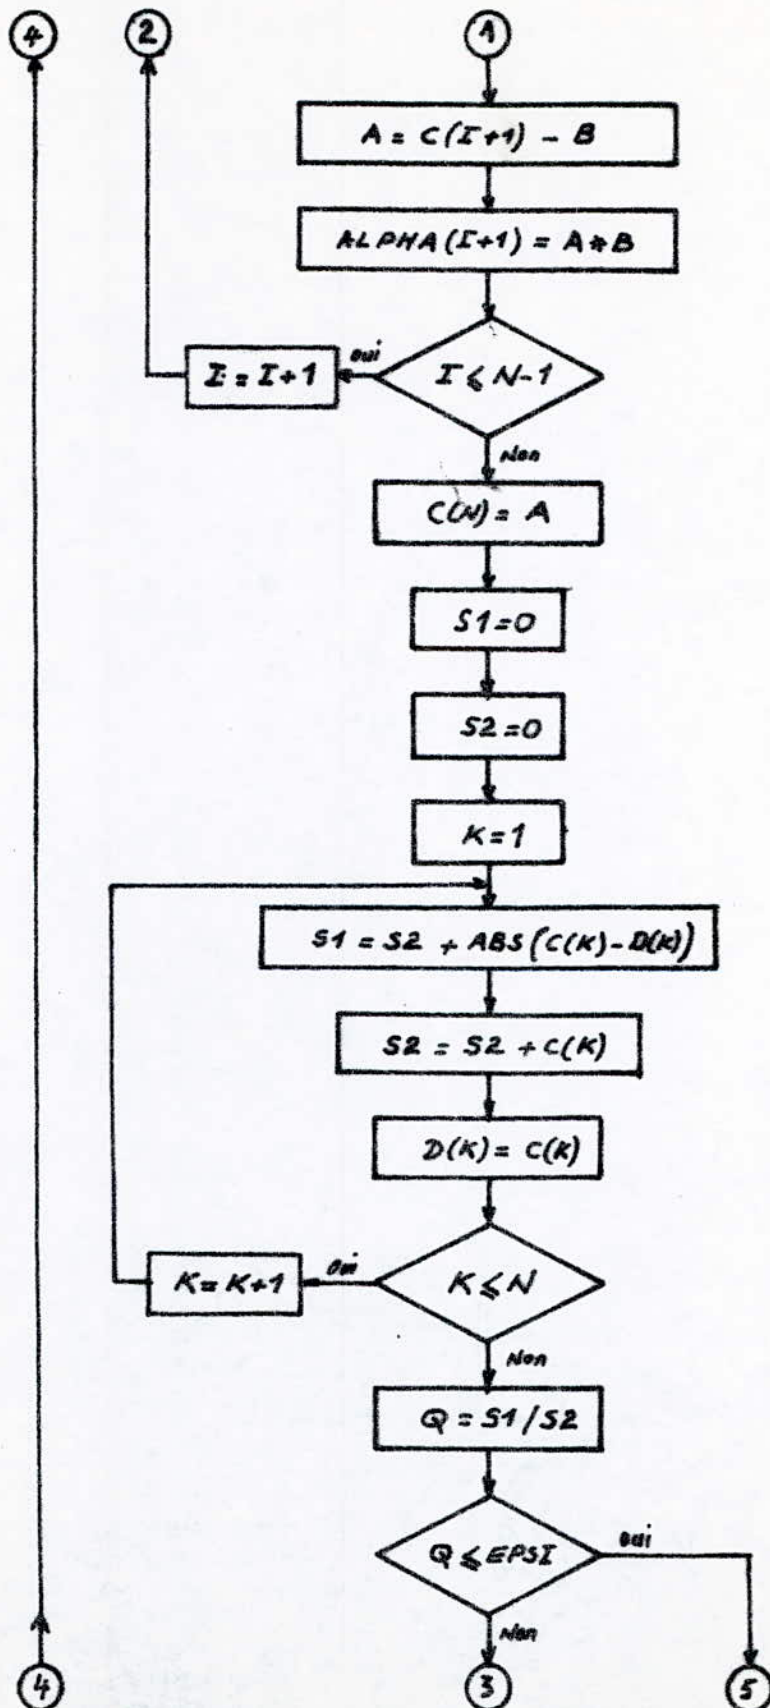 4 2 1
A = C(I+1) - B
ALPHA(I+1) = A*B
I = I+1 oui I ≤ N-1
Non
C(N) = A
S1=0
S2=0
K=1
S1 = S2 + ABS(C(K)-D(K))
S2 = S2 + C(K)
D(K) = C(K)
K=K+1 oui K ≤ N
Non
Q = S1/S2
Q ≤ EPSI oui
Non
4 3 5